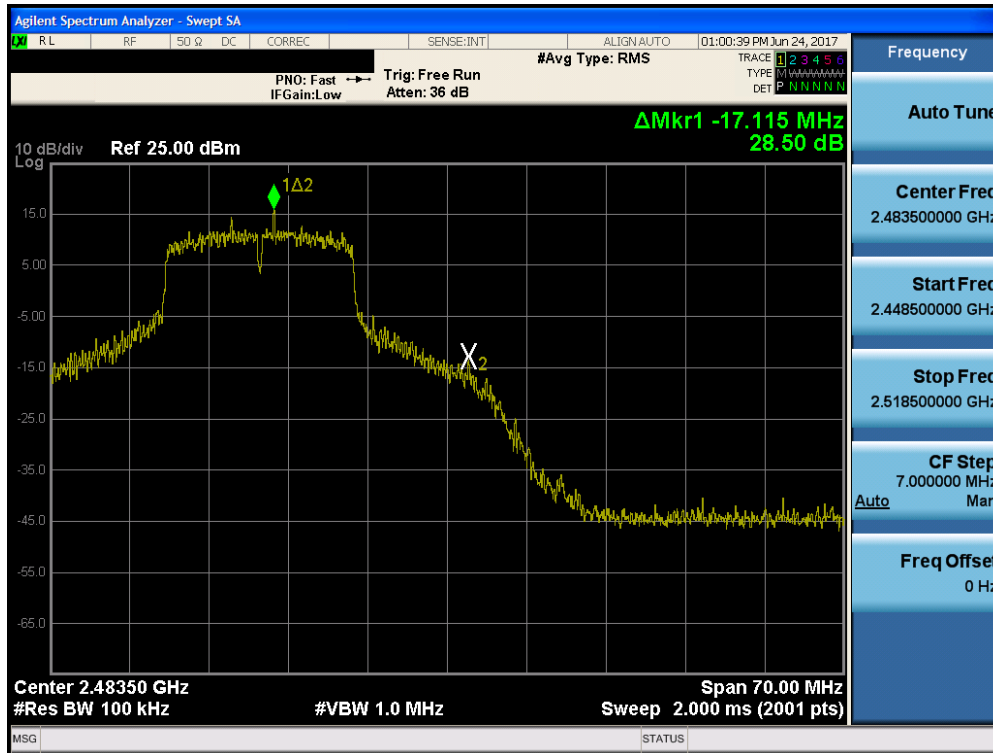 Agilent Spectrum Analyzer - Swept SA
LXI RL RF 50 Ω DC CORREC SENSE:INT ALIGN AUTO 01:00:39 PM Jun 24, 2017
PNO: Fast
IFGain:Low
Trig: Free Run
Atten: 36 dB
#Avg Type: RMS
TRACE 1 2 3 4 5 6
TYPE M
DET P N N N N N
ΔMkr1 -17.115 MHz
28.50 dB
10 dB/div Ref 25.00 dBm
Log
1Δ2
15.0
5.00
-5.00
X2
-15.0
-25.0
-35.0
-45.0
-55.0
-65.0
Center 2.48350 GHz Span 70.00 MHz
#Res BW 100 kHz #VBW 1.0 MHz Sweep 2.000 ms (2001 pts)
MSG STATUS
Frequency
Auto Tune
Center Freq
2.483500000 GHz
Start Freq
2.448500000 GHz
Stop Freq
2.518500000 GHz
CF Step
7.000000 MHz
Auto Man
Freq Offset
0 Hz